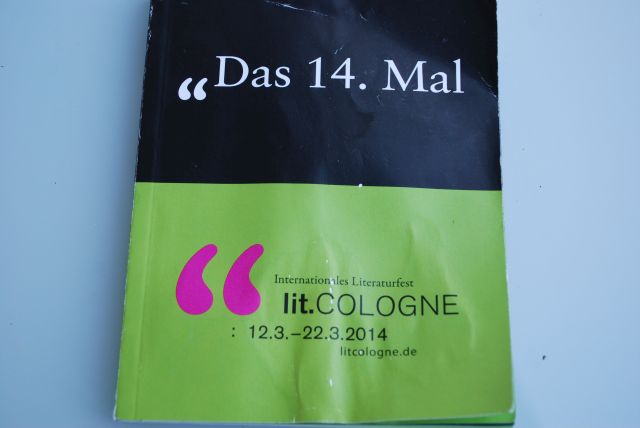 “Das 14. Mal
“
Internationales Literaturfest
lit.COLOGNE
: 12.3.–22.3.2014
litcologne.de